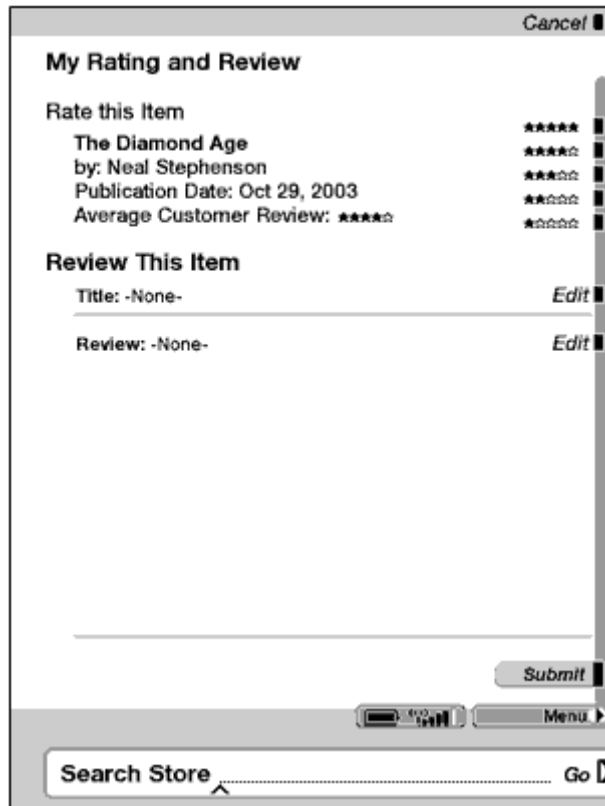 Cancel
My Rating and Review
Rate this Item
The Diamond Age
by: Neal Stephenson
Publication Date: Oct 29, 2003
Average Customer Review: ★★★★☆
★★★★★
★★★★☆
★★★☆☆
★★☆☆☆
★☆☆☆☆
Review This Item
Title: -None- Edit
Review: -None- Edit
Submit
Menu
Search Store Go